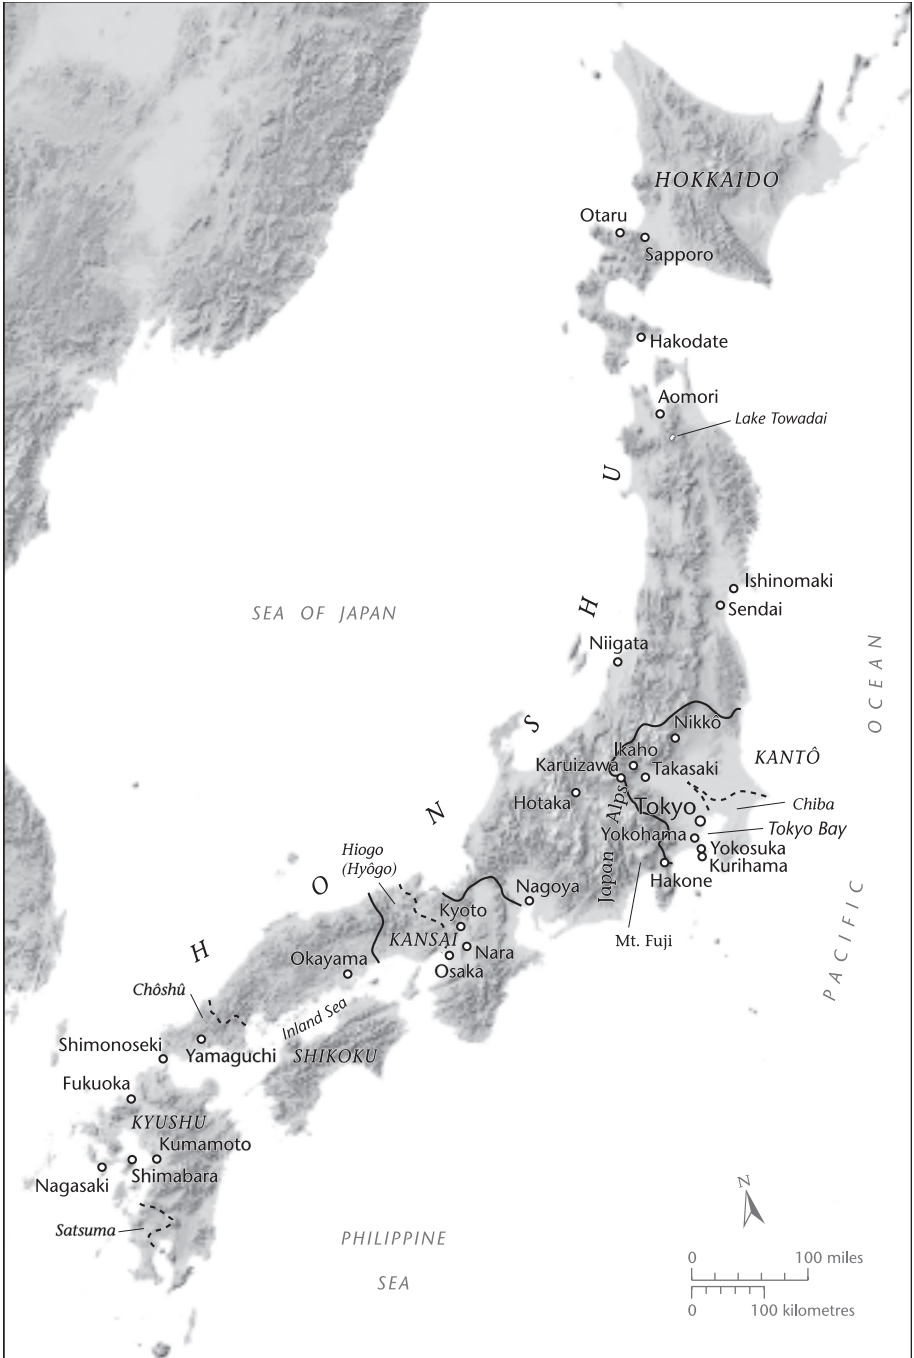 HOKKAIDO
Otaru
Sapporo
Hakodate
Aomori
Lake Towadai
HONSHU
Ishinomaki
Sendai
SEA OF JAPAN
Niigata
PACIFIC OCEAN
Nikkô
KANTÔ
Ikaho
Karuizawa
Takasaki
Hotaka
Japan Alps
Tokyo
Chiba
Yokohama
Tokyo Bay
Yokosuka
Kurihama
Hakone
Mt. Fuji
Hiogo
(Hyôgo)
Nagoya
Kyoto
KANSAI
Nara
Osaka
Okayama
Chôshû
Inland Sea
Shimonoseki
Yamaguchi
SHIKOKU
Fukuoka
KYUSHU
Kumamoto
Shimabara
Nagasaki
Satsuma
PHILIPPINE
SEA
N
0 100 miles
0 100 kilometres